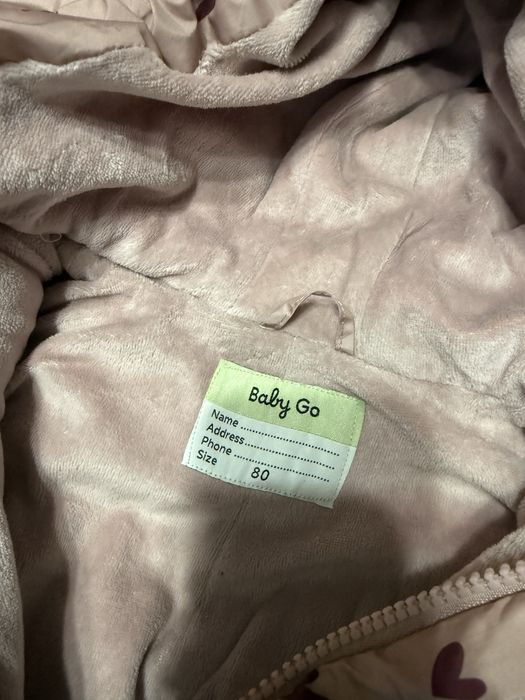 Baby Go
Name ........................
Address......................
Phone ........................
Size 80